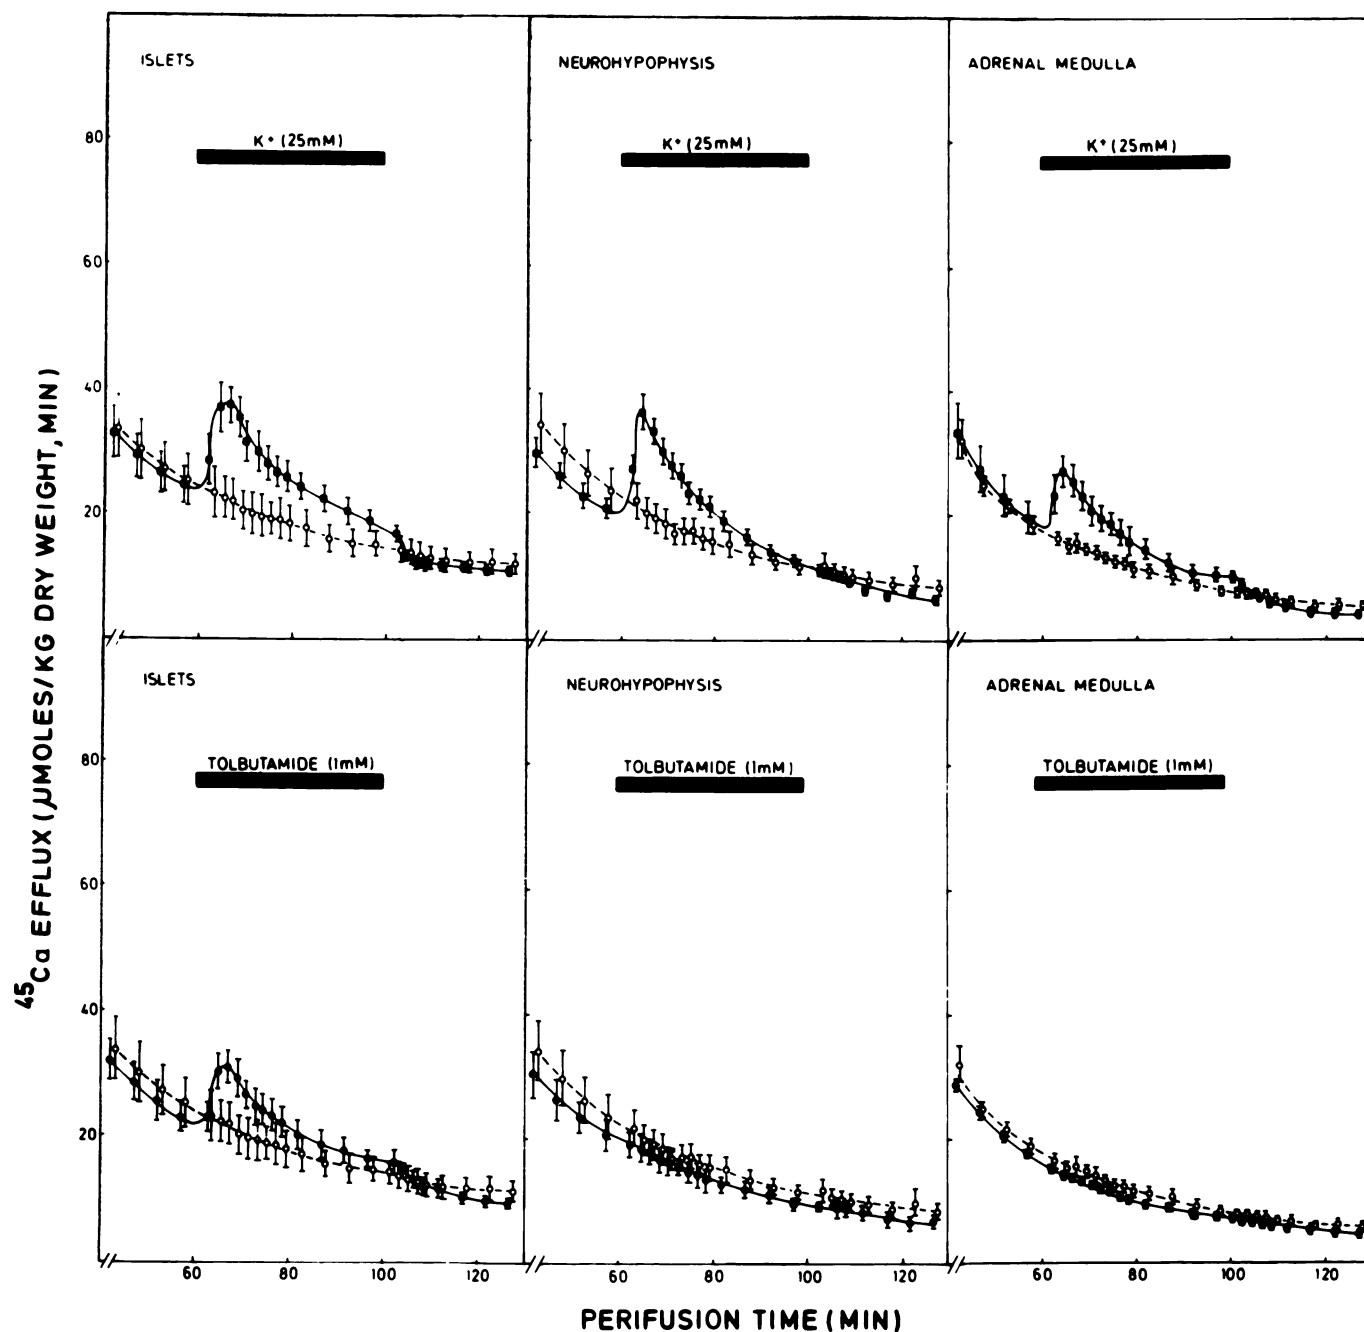 ISLETS
NEUROHYPOPHYSIS
ADRENAL MEDULLA
K+ (25mM)
K+ (25mM)
K+ (25mM)
80
60
40
20
ISLETS
NEUROHYPOPHYSIS
ADRENAL MEDULLA
TOLBUTAMIDE (1mM)
TOLBUTAMIDE (1mM)
TOLBUTAMIDE (1mM)
80
60
40
20
60 80 100 120
60 80 100 120
60 80 100 120
45Ca EFFLUX (μMOLES/KG DRY WEIGHT, MIN)
PERIFUSION TIME (MIN)